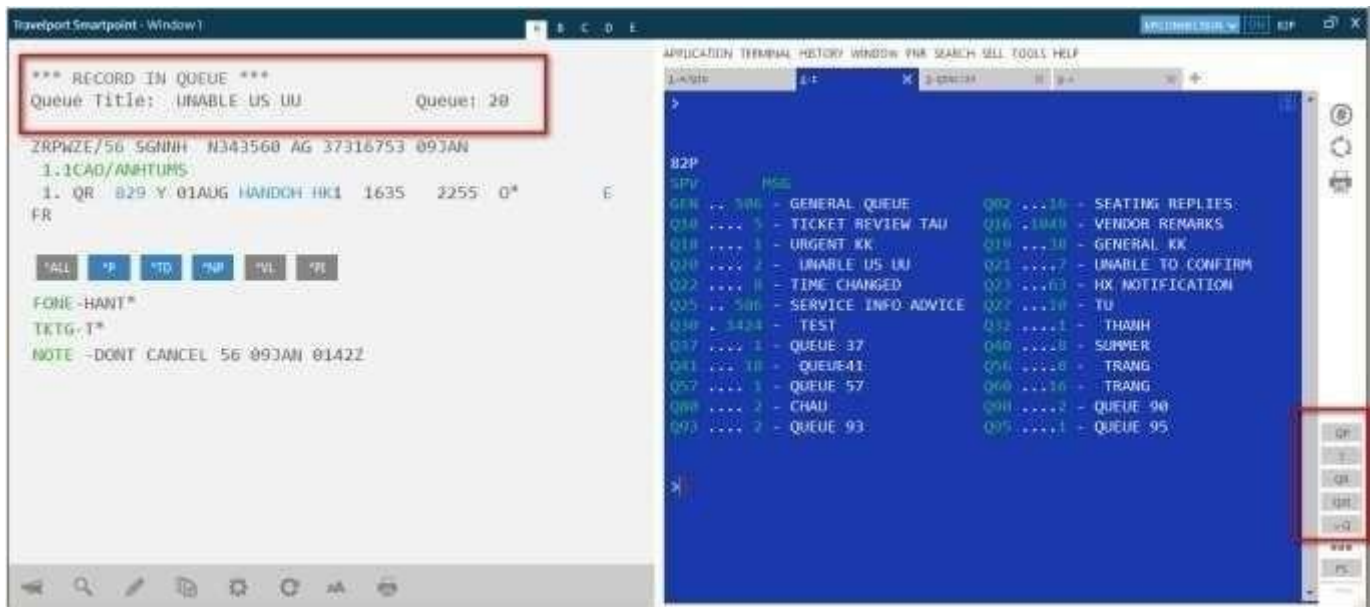 Travelport Smartpoint - Window 1
B C D E
82P
*** RECORD IN QUEUE ***
Queue Title: UNABLE US UU Queue: 20
ZRPWZE/56 SGNNH N343560 AG 37316753 09JAN
1.1CAO/ANHTUMS
1. QR 829 Y 01AUG HANDOH HK1 1635 2255 O* E
FR
*ALL *P *TD *NP *VL *PI
FONE-HANT*
TKTG-T*
NOTE -DONT CANCEL 56 09JAN 0142Z
APPLICATION TERMINAL HISTORY WINDOW PNR SEARCH SELL TOOLS HELP
>
82P
SPV MSG
GEN .. 506 - GENERAL QUEUE Q02 ...16 - SEATING REPLIES
Q10 .... 5 - TICKET REVIEW TAU Q16 .1049 - VENDOR REMARKS
Q18 .... 1 - URGENT KK Q19 ...38 - GENERAL KK
Q20 .... 2 - UNABLE US UU Q21 ....7 - UNABLE TO CONFIRM
Q22 .... 8 - TIME CHANGED Q23 ...63 - HX NOTIFICATION
Q25 .. 506 - SERVICE INFO ADVICE Q27 ...10 - TU
Q30 . 3424 - TEST Q32 ....1 - THANH
Q37 .... 1 - QUEUE 37 Q40 ....8 - SUMMER
Q41 ... 10 - QUEUE41 Q56 ....8 - TRANG
Q57 .... 1 - QUEUE 57 Q60 ...16 - TRANG
Q80 .... 2 - CHAU Q90 ....2 - QUEUE 90
Q93 .... 2 - QUEUE 93 Q95 ....1 - QUEUE 95
>
QP
I
QR
QXI
PS